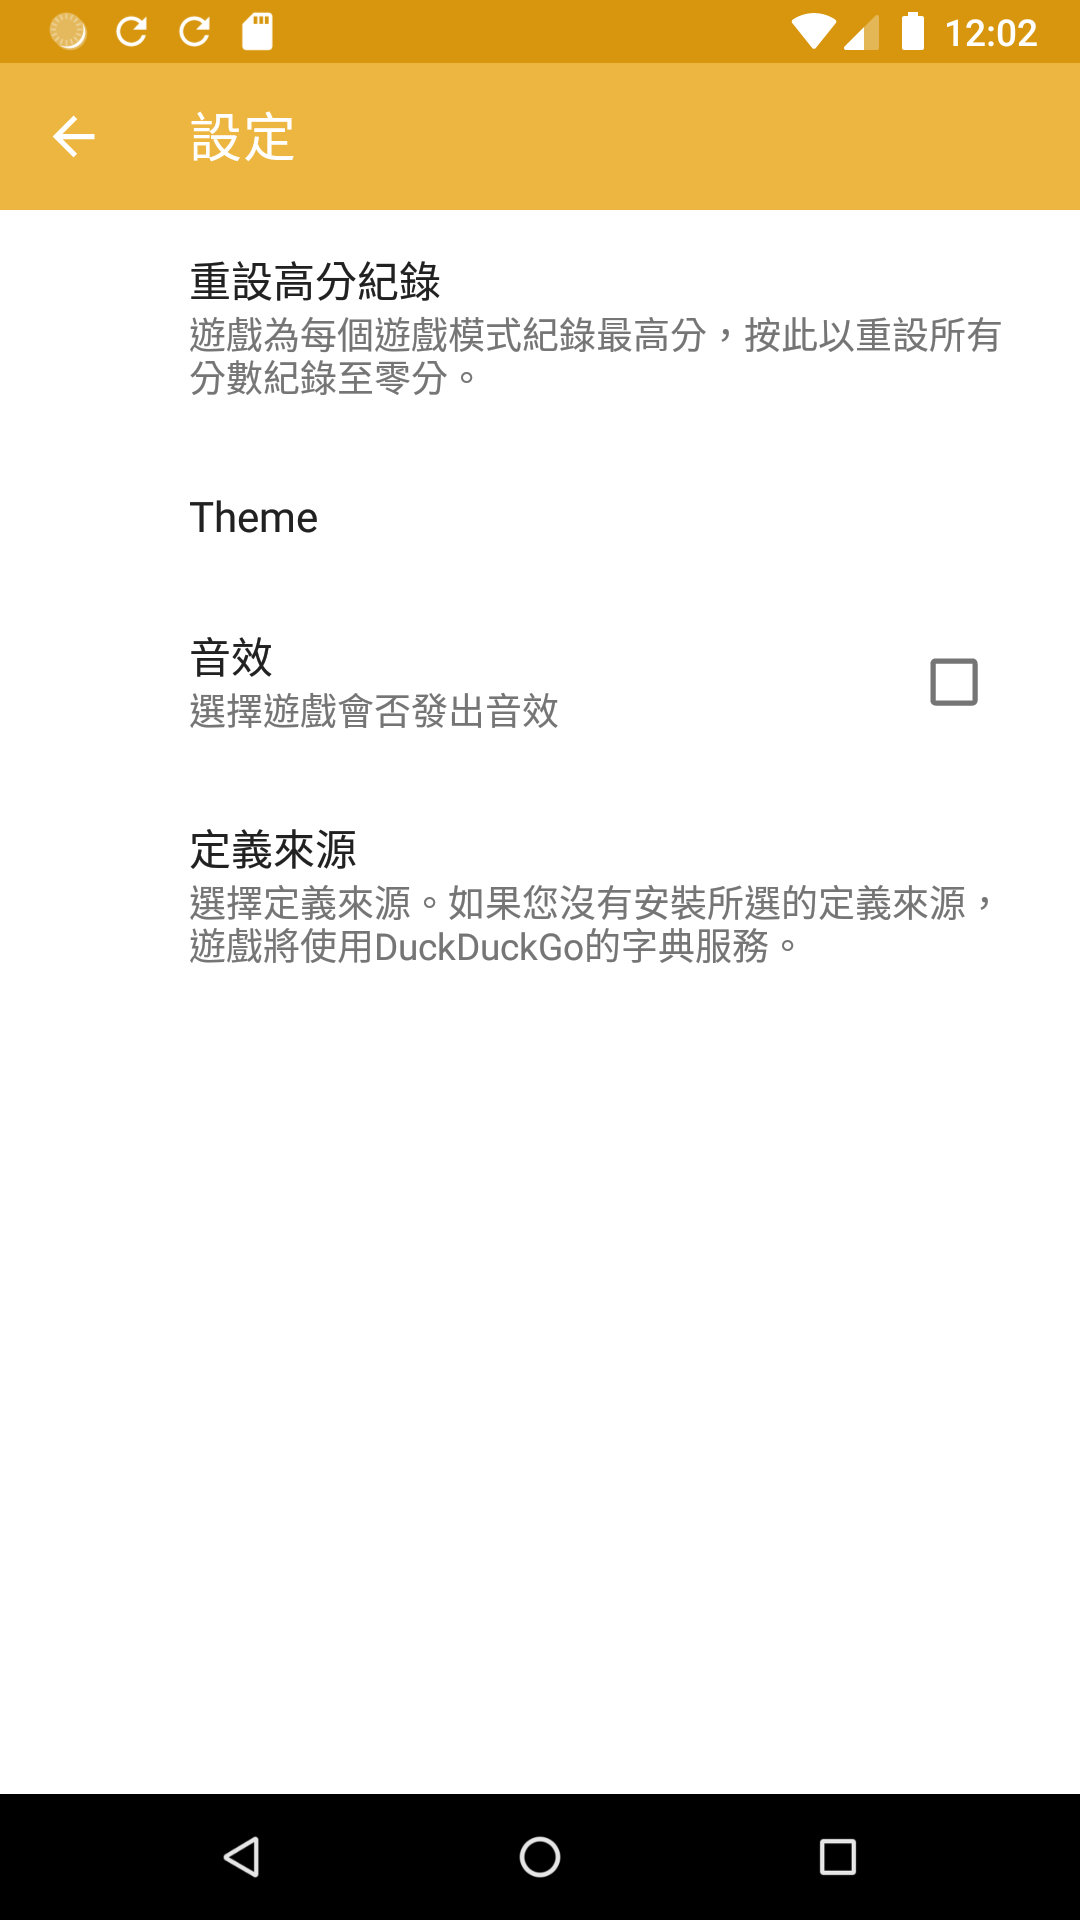 12:02
設定
重設高分紀錄
遊戲為每個遊戲模式紀錄最高分，按此以重設所有
分數紀錄至零分。
Theme
音效
選擇遊戲會否發出音效
定義來源
選擇定義來源。如果您沒有安裝所選的定義來源，
遊戲將使用DuckDuckGo的字典服務。